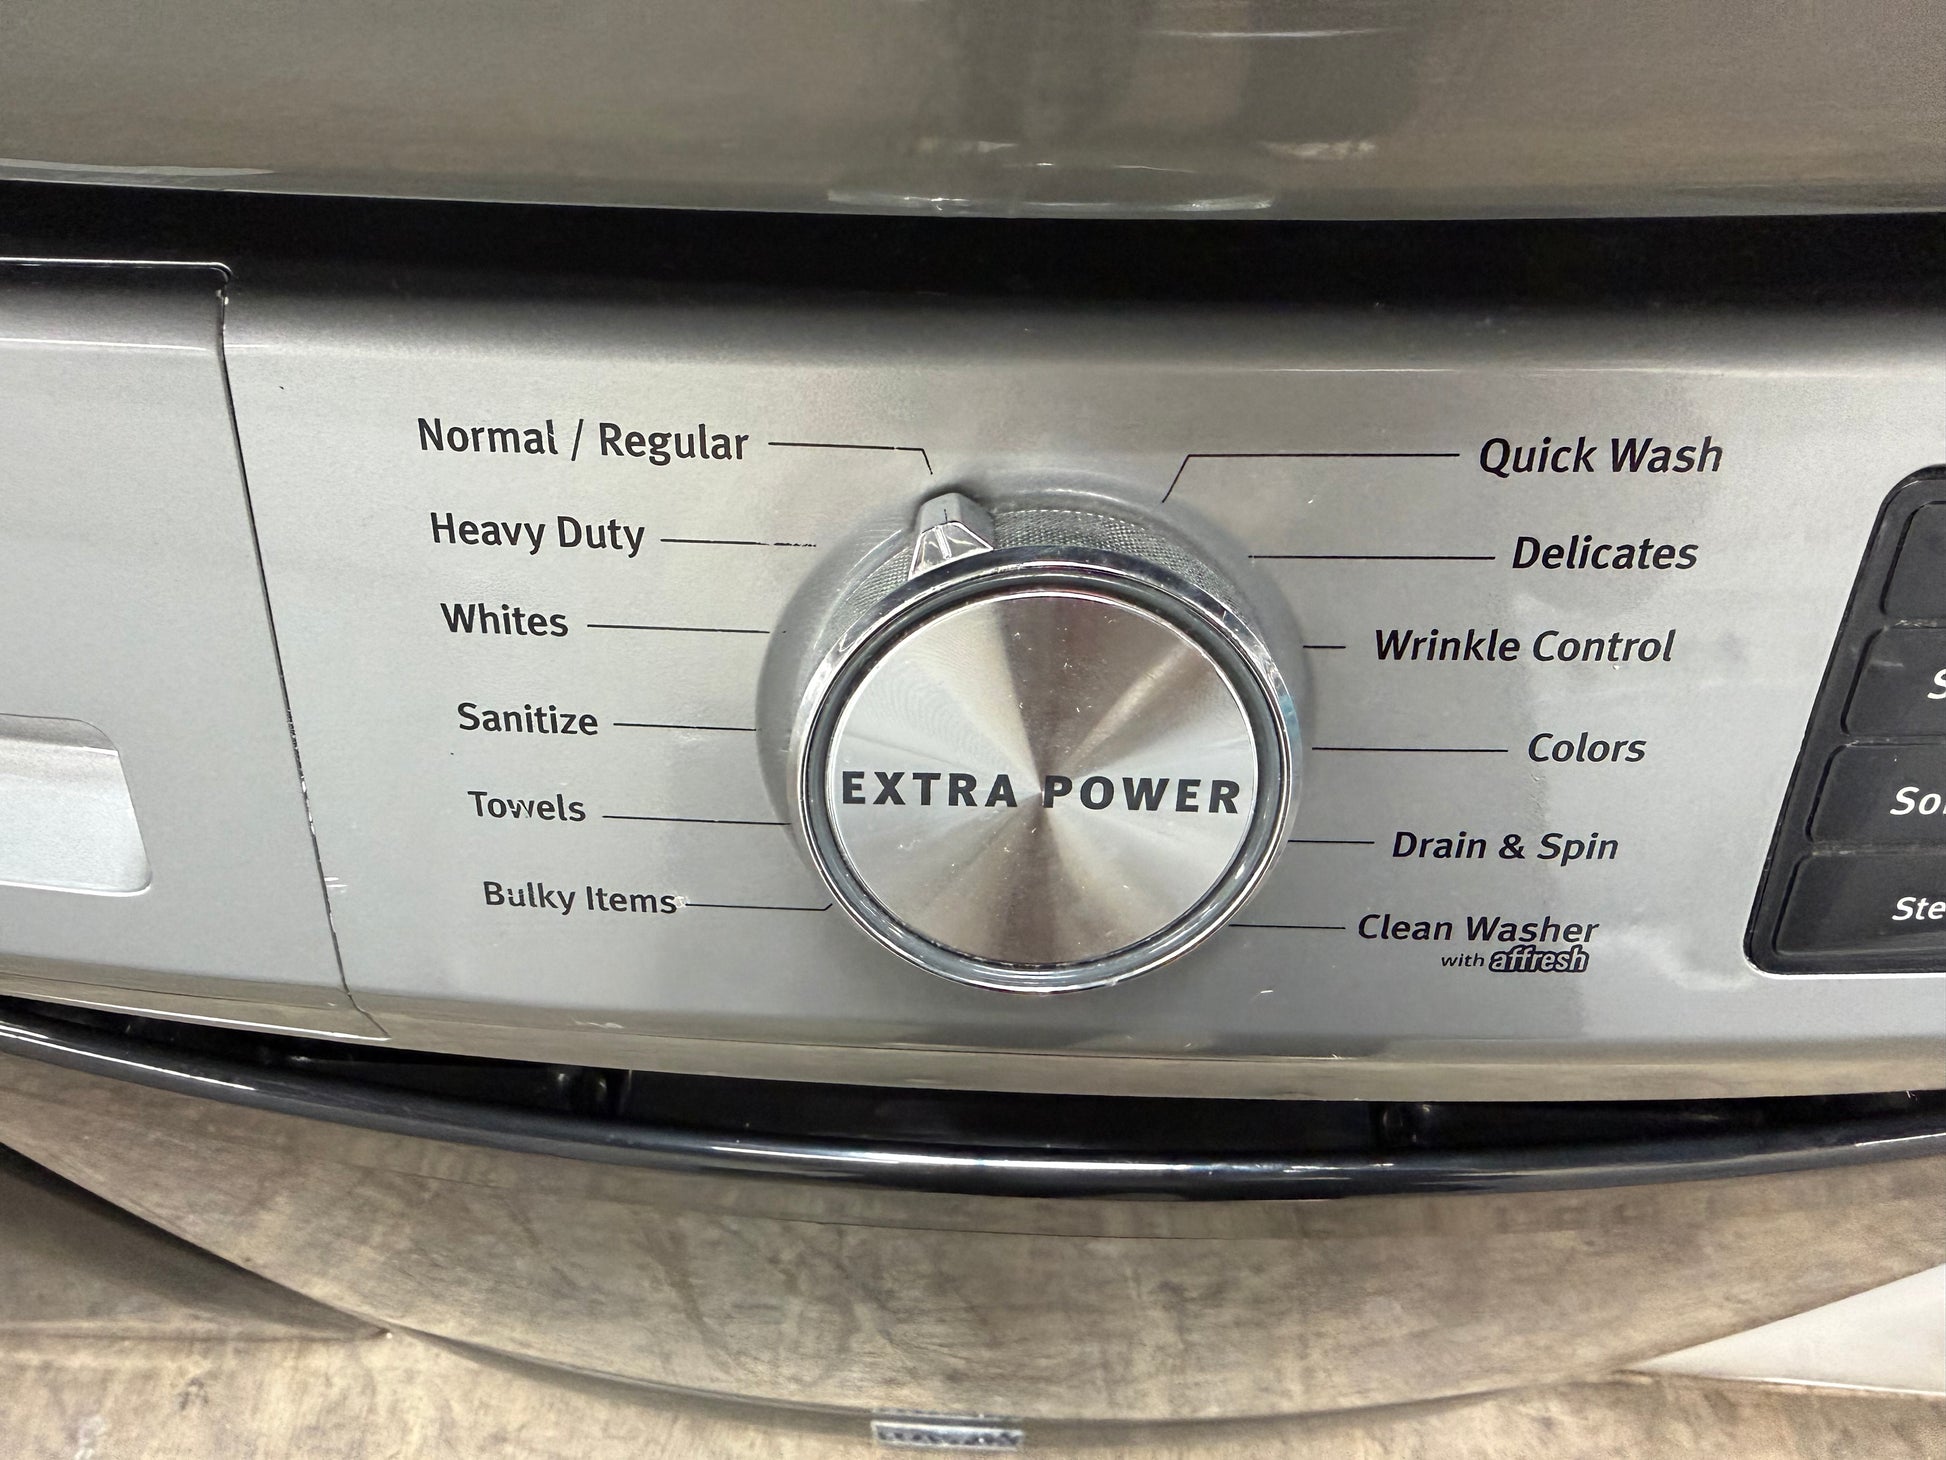 Normal / Regular
Heavy Duty
Whites
Sanitize
Towels
Bulky Items
EXTRA POWER
Quick Wash
Delicates
Wrinkle Control
Colors
Drain & Spin
Clean Washer
with affresh